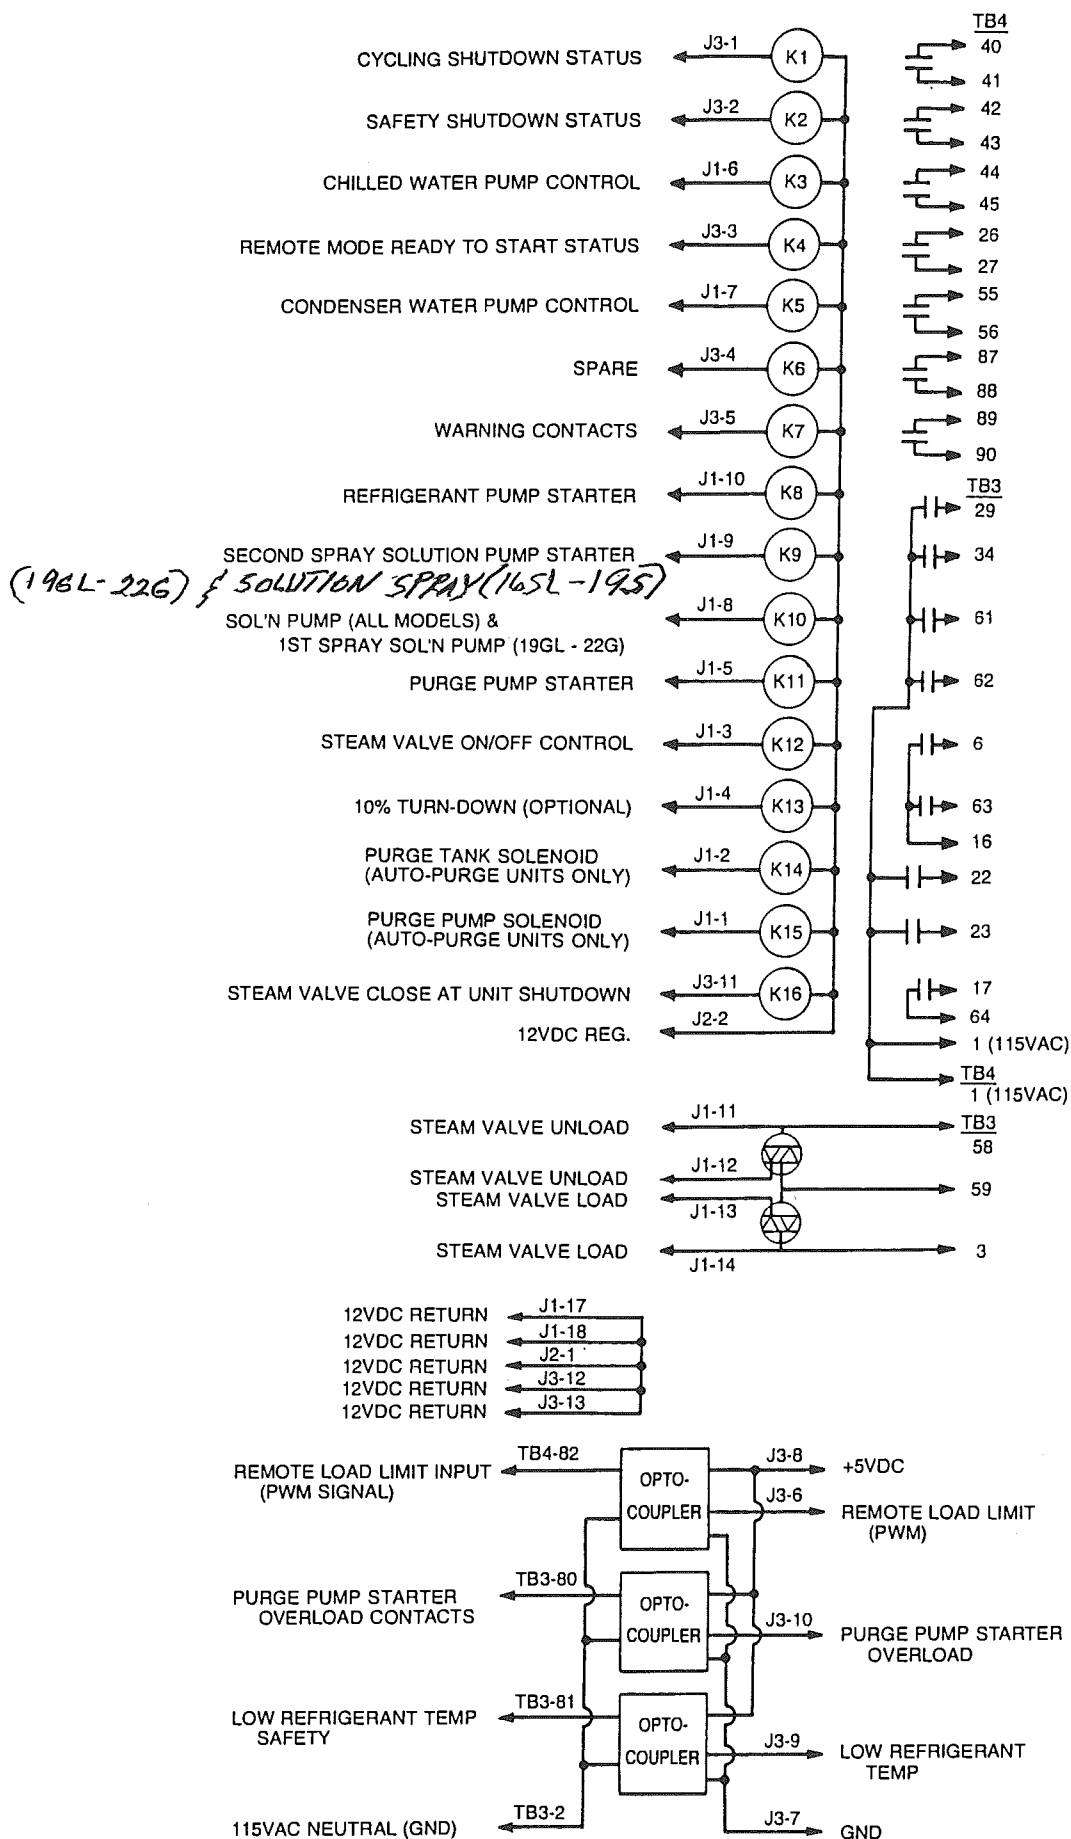 TB4
CYCLING SHUTDOWN STATUS J3-1 K1 40
41
SAFETY SHUTDOWN STATUS J3-2 K2 42
43
CHILLED WATER PUMP CONTROL J1-6 K3 44
45
REMOTE MODE READY TO START STATUS J3-3 K4 26
27
CONDENSER WATER PUMP CONTROL J1-7 K5 55
56
SPARE J3-4 K6 87
88
WARNING CONTACTS J3-5 K7 89
90
REFRIGERANT PUMP STARTER J1-10 K8 TB3
29
SECOND SPRAY SOLUTION PUMP STARTER J1-9 K9 34
(19GL-22G) & SOLUTION SPRAY (16SL-19S)
SOL'N PUMP (ALL MODELS) & J1-8 K10 61
1ST SPRAY SOL'N PUMP (19GL - 22G)
PURGE PUMP STARTER J1-5 K11 62
STEAM VALVE ON/OFF CONTROL J1-3 K12 6
10% TURN-DOWN (OPTIONAL) J1-4 K13 63
16
PURGE TANK SOLENOID J1-2 K14 22
(AUTO-PURGE UNITS ONLY)
PURGE PUMP SOLENOID J1-1 K15 23
(AUTO-PURGE UNITS ONLY)
STEAM VALVE CLOSE AT UNIT SHUTDOWN J3-11 K16 17
64
12VDC REG. J2-2 1 (115VAC)
TB4
1 (115VAC)
STEAM VALVE UNLOAD J1-11 TB3
58
STEAM VALVE UNLOAD J1-12 59
STEAM VALVE LOAD J1-13
STEAM VALVE LOAD J1-14 3
12VDC RETURN J1-17
12VDC RETURN J1-18
12VDC RETURN J2-1
12VDC RETURN J3-12
12VDC RETURN J3-13
REMOTE LOAD LIMIT INPUT TB4-82 OPTO- J3-8 +5VDC
(PWM SIGNAL) COUPLER J3-6 REMOTE LOAD LIMIT
(PWM)
PURGE PUMP STARTER TB3-80 OPTO-
OVERLOAD CONTACTS COUPLER J3-10 PURGE PUMP STARTER
OVERLOAD
LOW REFRIGERANT TEMP TB3-81 OPTO-
SAFETY COUPLER J3-9 LOW REFRIGERANT
TEMP
115VAC NEUTRAL (GND) TB3-2 J3-7 GND